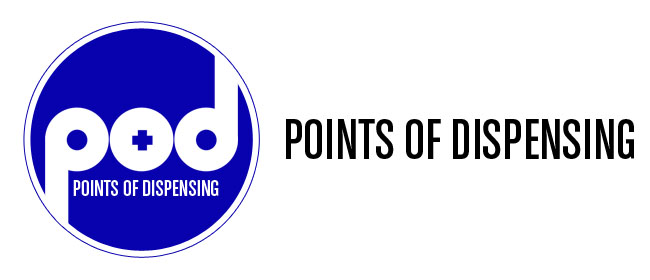 pod
POINTS OF DISPENSING
POINTS OF DISPENSING